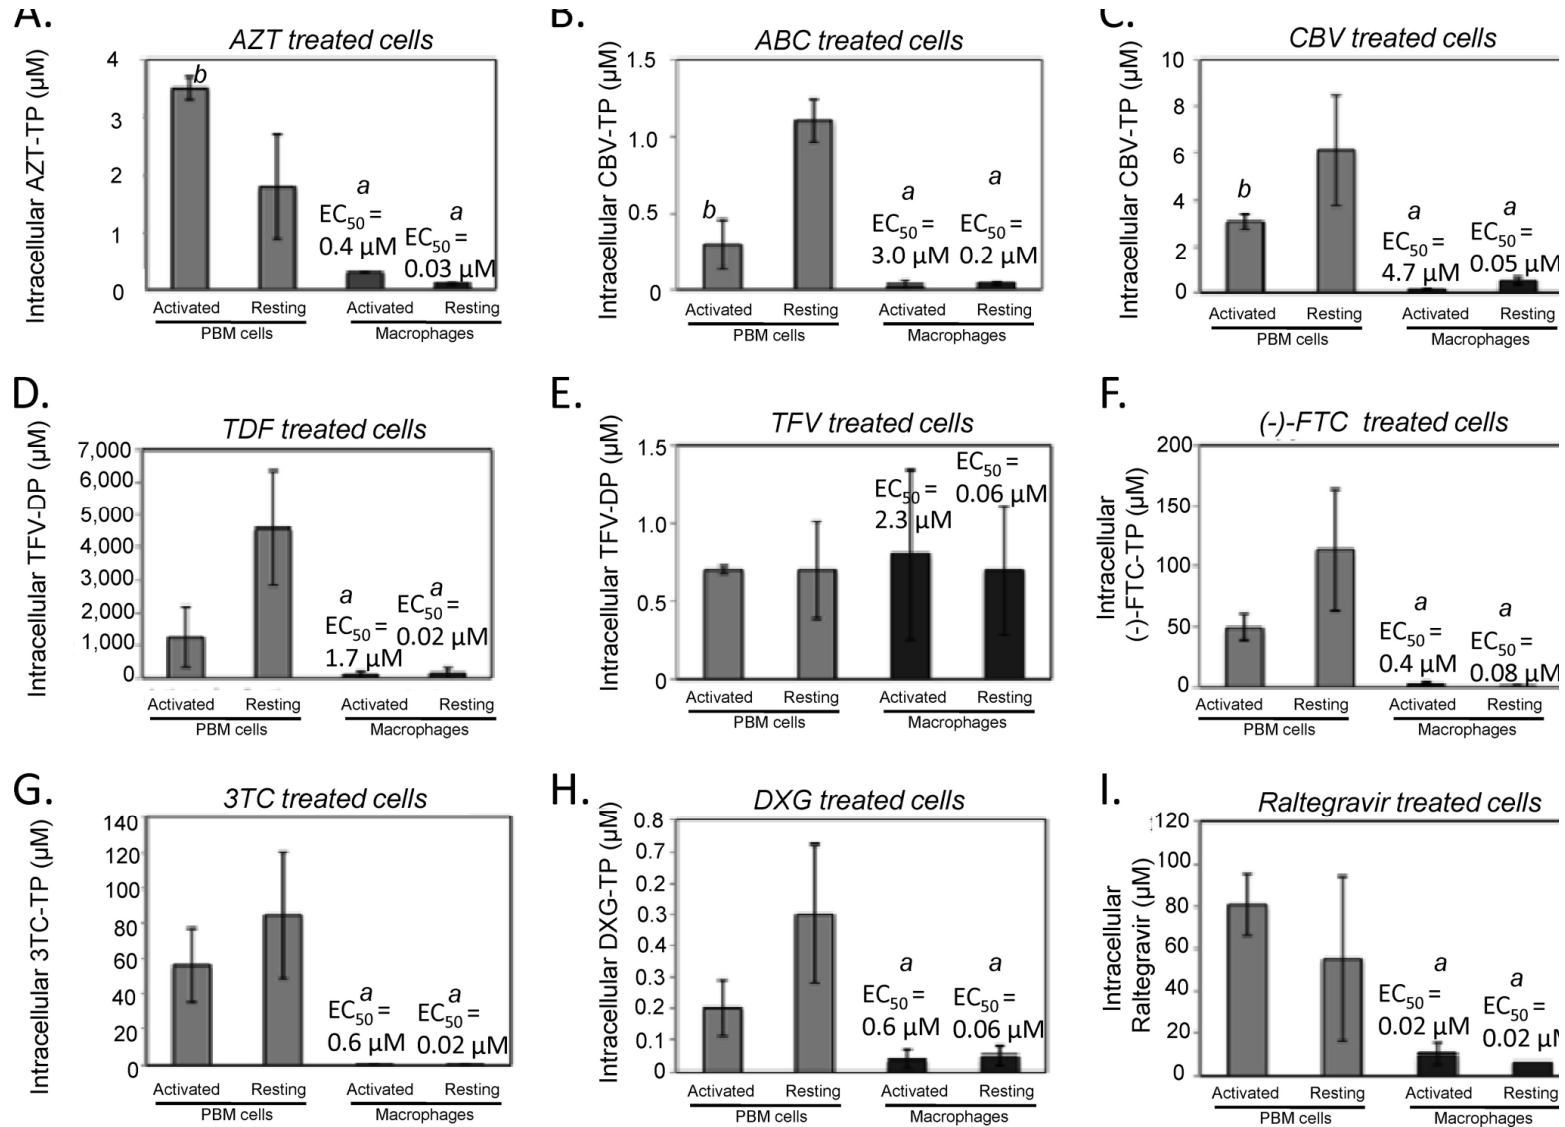 A.
AZT treated cells
Intracellular AZT-TP (µM)
4
3
2
1
0
b
a
EC50 =
0.4 µM
a
EC50 =
0.03 µM
Activated
Resting
Activated
Resting
PBM cells
Macrophages
B.
ABC treated cells
Intracellular CBV-TP (µM)
1.5
1.0
0.5
0
b
a
EC50 =
3.0 µM
a
EC50 =
0.2 µM
Activated
Resting
Activated
Resting
PBM cells
Macrophages
C.
CBV treated cells
Intracellular CBV-TP (µM)
10
8
6
4
2
0
b
a
EC50 =
4.7 µM
a
EC50 =
0.05 µM
Activated
Resting
Activated
Resting
PBM cells
Macrophages
D.
TDF treated cells
Intracellular TFV-DP (µM)
7,000
6,000
5,000
4,000
3,000
2,000
1,000
0
a
EC50 =
1.7 µM
a
EC50 =
0.02 µM
Activated
Resting
Activated
Resting
PBM cells
Macrophages
E.
TFV treated cells
Intracellular TFV-DP (µM)
1.5
1.0
0.5
0
EC50 =
2.3 µM
EC50 =
0.06 µM
Activated
Resting
Activated
Resting
PBM cells
Macrophages
F.
(-)-FTC treated cells
Intracellular
(-)-FTC-TP (µM)
200
150
100
50
0
a
EC50 =
0.4 µM
a
EC50 =
0.08 µM
Activated
Resting
Activated
Resting
PBM cells
Macrophages
G.
3TC treated cells
Intracellular 3TC-TP (µM)
140
120
100
80
60
40
20
0
a
EC50 =
0.6 µM
a
EC50 =
0.02 µM
Activated
Resting
Activated
Resting
PBM cells
Macrophages
H.
DXG treated cells
Intracellular DXG-TP (µM)
0.8
0.7
0.2
0.3
0.4
0.3
0.2
0.1
0
a
EC50 =
0.6 µM
a
EC50 =
0.06 µM
Activated
Resting
Activated
Resting
PBM cells
Macrophages
I.
Raltegravir treated cells
Intracellular
Raltegravir (µM)
120
100
80
60
40
20
0
a
EC50 =
0.02 µM
a
EC50 =
0.02 µM
Activated
Resting
Activated
Resting
PBM cells
Macrophages